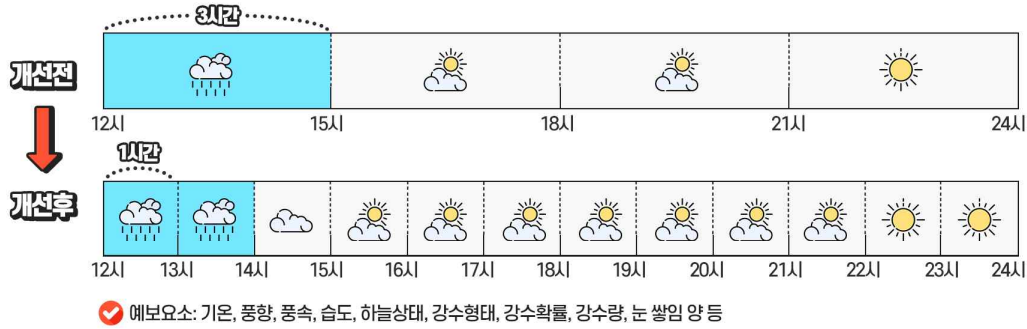 3시간
개선전
12시 15시 18시 21시 24시
1시간
개선후
12시 13시 14시 15시 16시 17시 18시 19시 20시 21시 22시 23시 24시
예보요소: 기온, 풍향, 풍속, 습도, 하늘상태, 강수형태, 강수확률, 강수량, 눈 쌓임 양 등